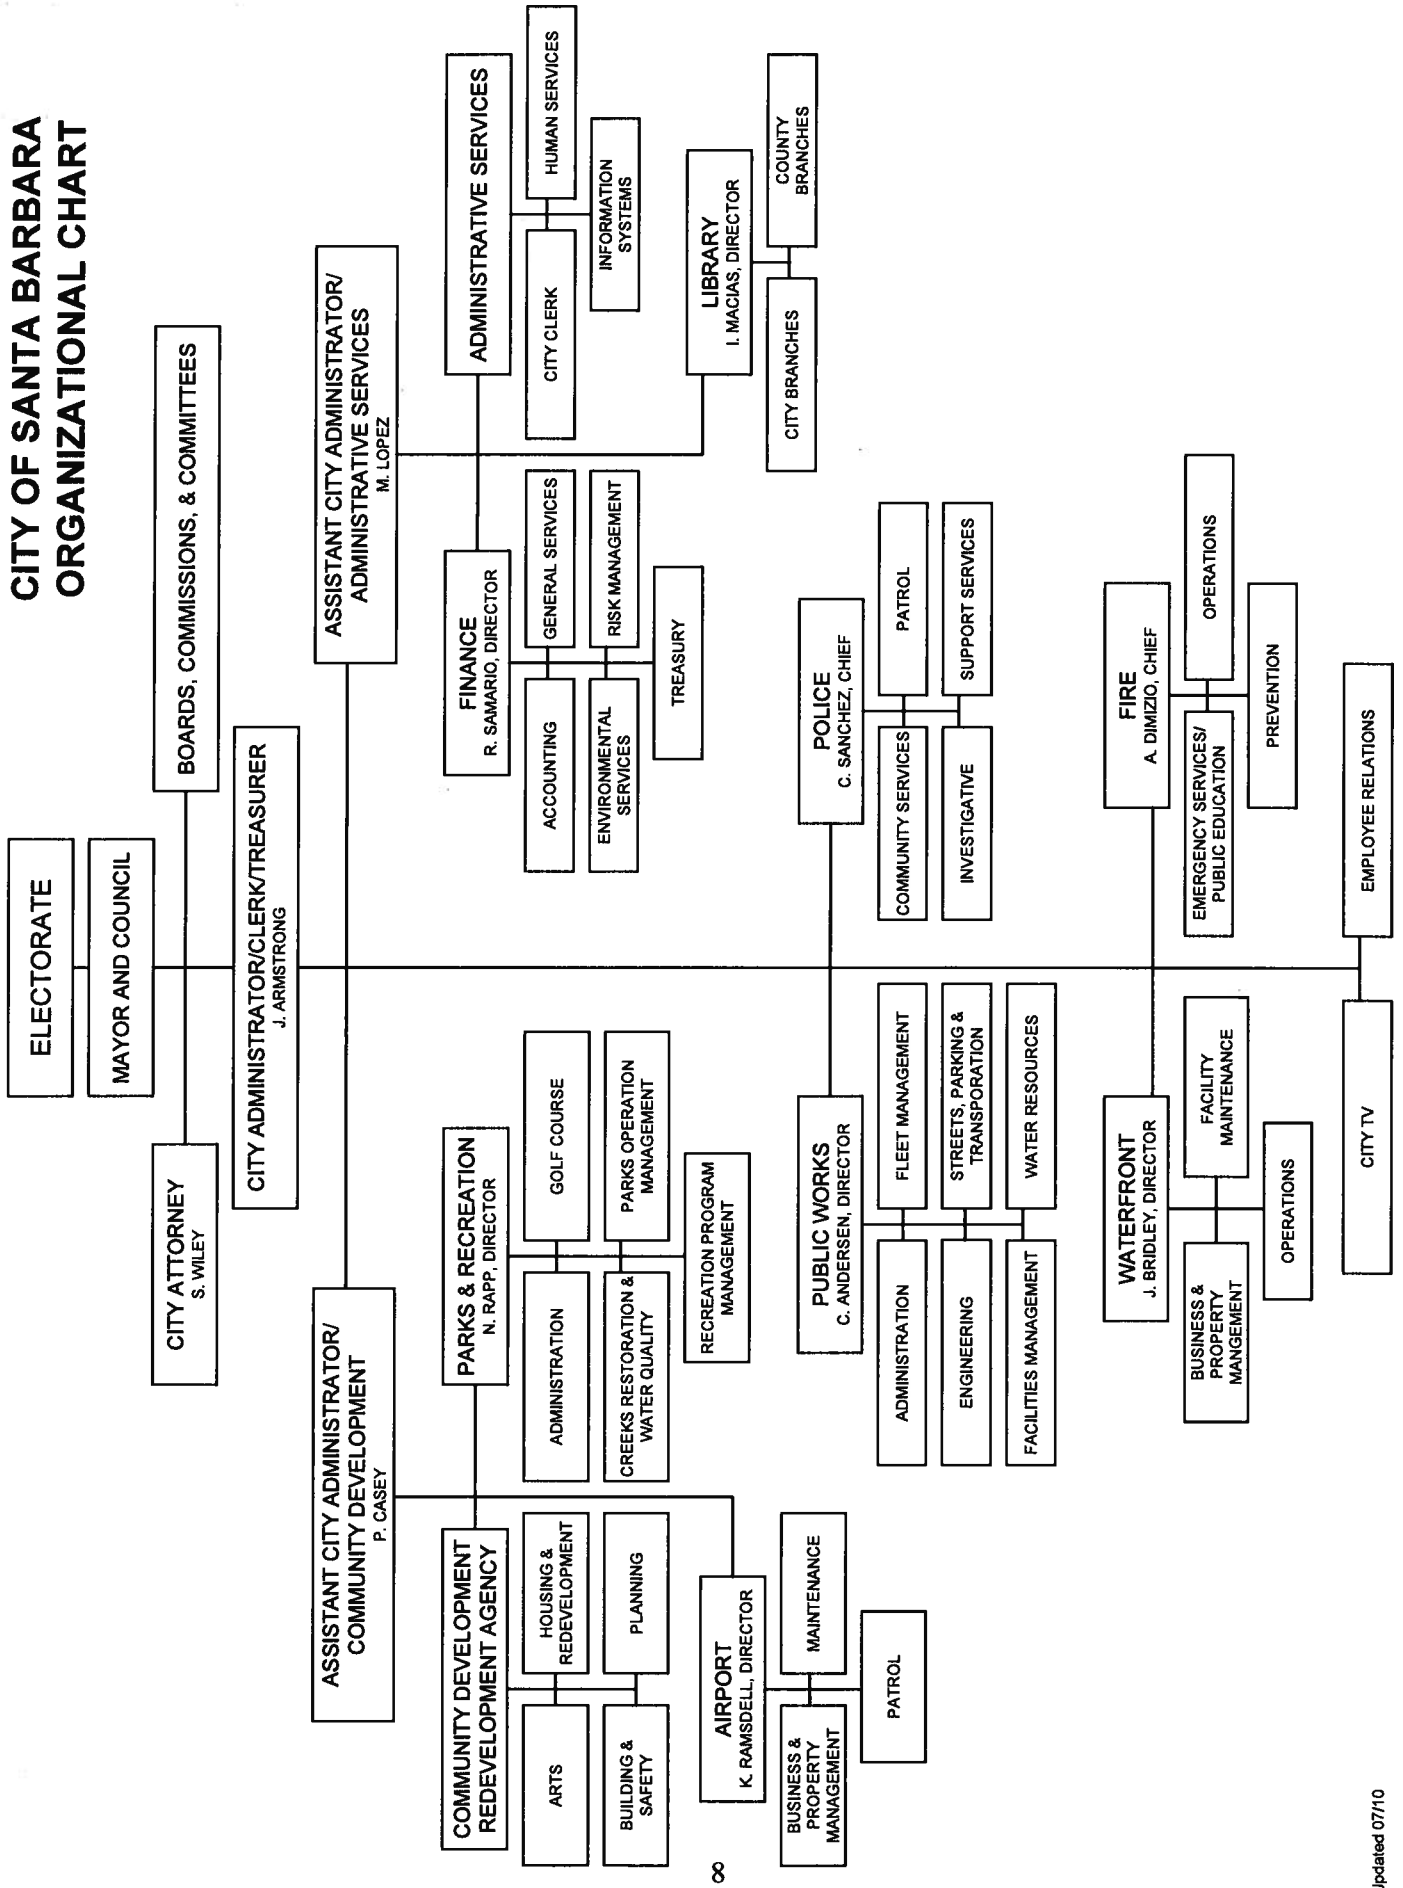 CITY OF SANTA BARBARA
ORGANIZATIONAL CHART
ELECTORATE
MAYOR AND COUNCIL
CITY ATTORNEY
S. WILEY
BOARDS, COMMISSIONS, & COMMITTEES
CITY ADMINISTRATOR/CLERK/TREASURER
J. ARMSTRONG
ASSISTANT CITY ADMINISTRATOR/
COMMUNITY DEVELOPMENT
P. CASEY
ASSISTANT CITY ADMINISTRATOR/
ADMINISTRATIVE SERVICES
M. LOPEZ
COMMUNITY DEVELOPMENT
REDEVELOPMENT AGENCY
ARTS
HOUSING &
REDEVELOPMENT
BUILDING &
SAFETY
PLANNING
PARKS & RECREATION
N. RAPP, DIRECTOR
ADMINISTRATION
GOLF COURSE
CREEKS RESTORATION &
WATER QUALITY
PARKS OPERATION
MANAGEMENT
RECREATION PROGRAM
MANAGEMENT
FINANCE
R. SAMARIO, DIRECTOR
ACCOUNTING
GENERAL SERVICES
ENVIRONMENTAL
SERVICES
RISK MANAGEMENT
TREASURY
ADMINISTRATIVE SERVICES
CITY CLERK
HUMAN SERVICES
INFORMATION
SYSTEMS
AIRPORT
K. RAMSDELL, DIRECTOR
BUSINESS &
PROPERTY
MANAGEMENT
MAINTENANCE
PATROL
LIBRARY
I. MACIAS, DIRECTOR
CITY BRANCHES
COUNTY
BRANCHES
PUBLIC WORKS
C. ANDERSEN, DIRECTOR
ADMINISTRATION
FLEET MANAGEMENT
ENGINEERING
STREETS, PARKING &
TRANSPORATION
FACILITIES MANAGEMENT
WATER RESOURCES
POLICE
C. SANCHEZ, CHIEF
COMMUNITY SERVICES
PATROL
INVESTIGATIVE
SUPPORT SERVICES
WATERFRONT
J. BRIDLEY, DIRECTOR
BUSINESS &
PROPERTY
MANGEMENT
FACILITY
MAINTENANCE
OPERATIONS
FIRE
A. DIMIZIO, CHIEF
EMERGENCY SERVICES/
PUBLIC EDUCATION
OPERATIONS
PREVENTION
CITY TV
EMPLOYEE RELATIONS
Updated 07/10
8